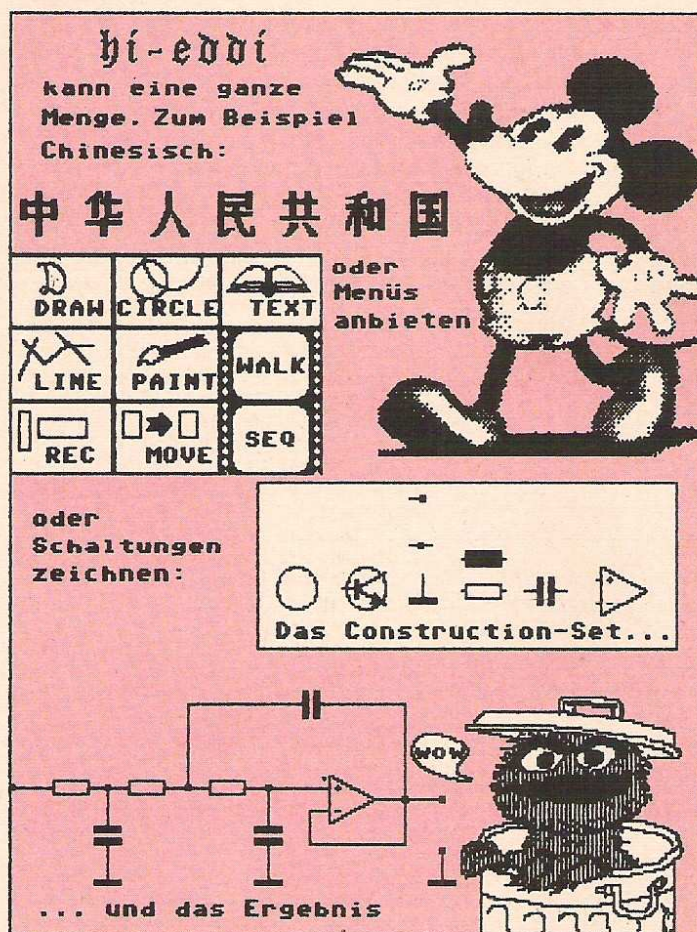 hi-eddi
kann eine ganze
Menge. Zum Beispiel
Chinesisch:
中华人民共和国
DRAW CIRCLE TEXT
LINE PAINT WALK
REC MOVE SEQ
oder
Menüs
anbieten
oder
Schaltungen
zeichnen:
Das Construction-Set...
WOW
... und das Ergebnis